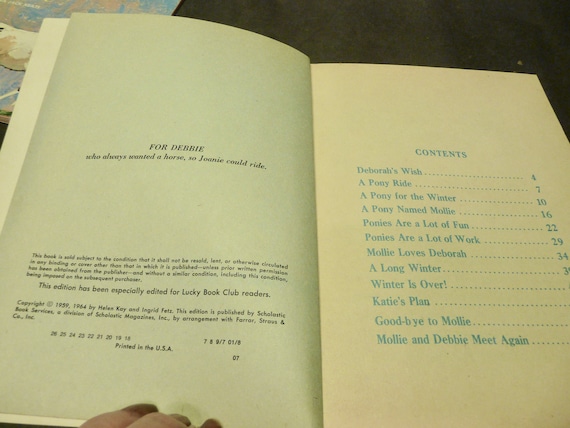 FOR DEBBIE
who always wanted a horse, so Joanie could ride.
This book is sold subject to the condition that it shall not be resold, lent, or otherwise circulated
in any binding or cover other than that in which it is published—unless prior written permission
has been obtained from the publisher—and without a similar condition, including this condition,
being imposed on the subsequent purchaser.
This edition has been especially edited for Lucky Book Club readers.
Copyright © 1959, 1964 by Helen Kay and Ingrid Fetz. This edition is published by Scholastic
Book Services, a division of Scholastic Magazines, Inc., by arrangement with Farrar, Straus &
Co., Inc.
26 25 24 23 22 21 20 19 18 7 8 9/7 01/8
Printed in the U.S.A.
07
CONTENTS
Deborah's Wish 4
A Pony Ride 7
A Pony for the Winter 10
A Pony Named Mollie 16
Ponies Are a Lot of Fun 22
Ponies Are a Lot of Work 29
Mollie Loves Deborah 34
A Long Winter
Winter Is Over!
Katie's Plan
Good-bye to Mollie
Mollie and Debbie Meet Again